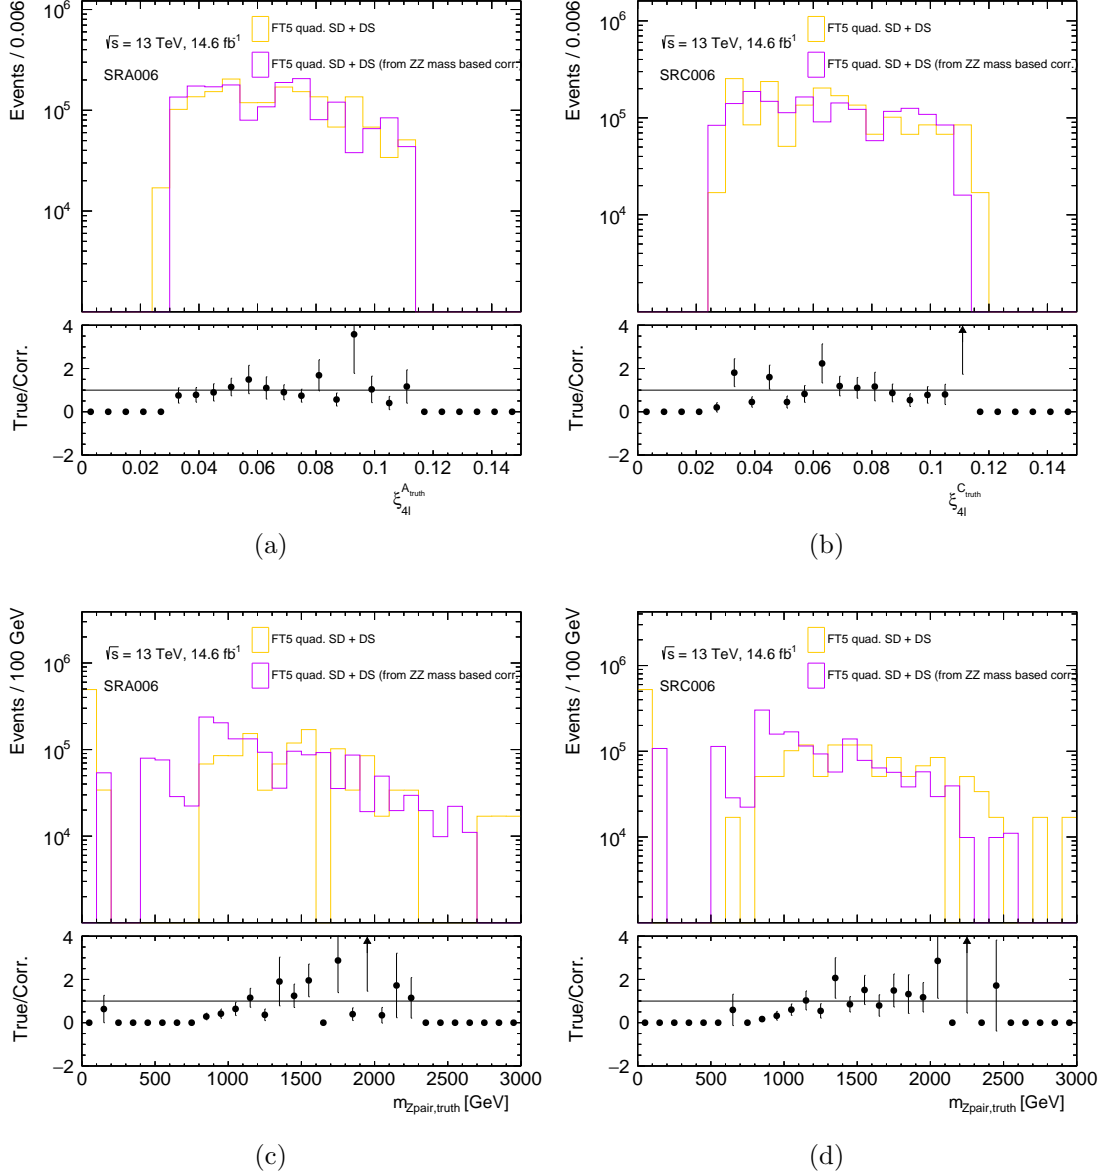 Events / 0.006
10⁶
10⁵
10⁴
√s = 13 TeV, 14.6 fb⁻¹
SRA006
FT5 quad. SD + DS
FT5 quad. SD + DS (from ZZ mass based corr.
True/Corr.
4
2
0
−2
0 0.02 0.04 0.06 0.08 0.1 0.12 0.14
ξ_4l^A_truth
(a)
Events / 0.006
10⁶
10⁵
10⁴
√s = 13 TeV, 14.6 fb⁻¹
SRC006
FT5 quad. SD + DS
FT5 quad. SD + DS (from ZZ mass based corr.
True/Corr.
4
2
0
−2
0 0.02 0.04 0.06 0.08 0.1 0.12 0.14
ξ_4l^C_truth
(b)
Events / 100 GeV
10⁶
10⁵
10⁴
√s = 13 TeV, 14.6 fb⁻¹
SRA006
FT5 quad. SD + DS
FT5 quad. SD + DS (from ZZ mass based corr.
True/Corr.
4
2
0
−2
0 500 1000 1500 2000 2500 3000
m_Zpair,truth [GeV]
(c)
Events / 100 GeV
10⁶
10⁵
10⁴
√s = 13 TeV, 14.6 fb⁻¹
SRC006
FT5 quad. SD + DS
FT5 quad. SD + DS (from ZZ mass based corr.
True/Corr.
4
2
0
−2
0 500 1000 1500 2000 2500 3000
m_Zpair,truth [GeV]
(d)